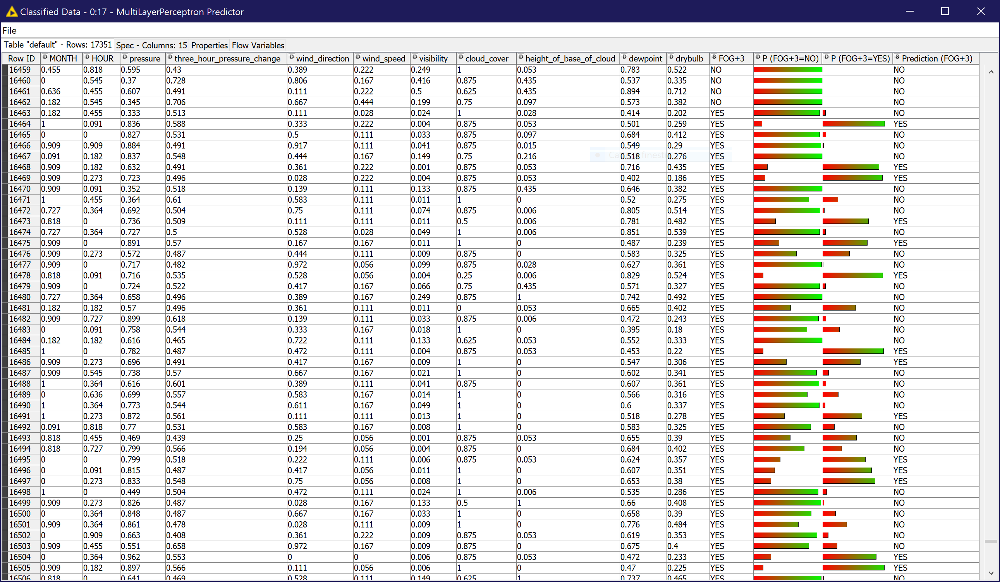 Classified Data - 0:17 - MultiLayerPerceptron Predictor
File
Table "default" - Rows: 17351 Spec - Columns: 15 Properties Flow Variables
Row ID D MONTH D HOUR D pressure D three_hour_pressure_change D wind_direction D wind_speed D visibility D cloud_cover D height_of_base_of_cloud D dewpoint D drybulb S FOG+3 D P (FOG+3=NO) D P (FOG+3=YES) S Prediction (FOG+3)
16459 0.455 0.818 0.595 0.43 0.389 0.222 0.249 1 0.053 0.783 0.522 NO NO
16460 0 0.545 0.37 0.728 0.806 0.167 0.416 0.875 0.435 0.537 0.335 NO NO
16461 0.636 0.455 0.607 0.491 0.111 0.222 0.5 0.625 0.435 0.894 0.712 NO NO
16462 0.182 0.545 0.345 0.706 0.667 0.444 0.199 0.75 0.097 0.573 0.382 NO NO
16463 0.182 0.455 0.333 0.513 0.111 0.028 0.024 1 0.028 0.414 0.202 YES NO
16464 1 0.091 0.836 0.588 0.333 0.222 0.004 0.875 0.053 0.501 0.259 YES YES
16465 0 0 0.827 0.531 0.5 0.111 0.033 0.875 0.097 0.684 0.412 YES NO
16466 0.909 0.909 0.884 0.491 0.917 0.111 0.041 0.875 0.015 0.549 0.29 YES NO
16467 0.091 0.182 0.837 0.548 0.444 0.167 0.149 0.75 0.216 0.518 0.276 YES NO
16468 0.909 0.182 0.632 0.491 0.361 0.222 0.001 0.875 0.053 0.716 0.435 YES YES
16469 0.909 0.273 0.723 0.496 0.028 0.222 0.004 0.875 0.053 0.402 0.186 YES YES
16470 0.909 0.091 0.352 0.518 0.139 0.111 0.133 0.875 0.435 0.646 0.382 YES NO
16471 1 0.455 0.364 0.61 0.583 0.111 0.011 1 0 0.52 0.275 YES NO
16472 0.727 0.364 0.692 0.504 0.75 0.111 0.074 0.875 0.006 0.805 0.514 YES NO
16473 0.818 0 0.736 0.509 0.111 0.111 0.011 0.5 0.006 0.781 0.482 YES YES
16474 0.727 0.364 0.727 0.5 0.528 0.028 0.049 1 0.006 0.851 0.539 YES NO
16475 0.909 0 0.891 0.57 0.167 0.167 0.011 1 0 0.487 0.239 YES YES
16476 0.909 0.273 0.572 0.487 0.444 0.111 0.009 0.875 0 0.583 0.325 YES NO
16477 0.909 0 0.717 0.482 0.972 0.056 0.099 0.875 0.028 0.627 0.361 YES NO
16478 0.818 0.091 0.716 0.535 0.528 0.056 0.004 0.25 0.006 0.829 0.524 YES YES
16479 0.909 0 0.724 0.522 0.417 0.167 0.066 0.75 0.435 0.571 0.327 YES NO
16480 0.727 0.364 0.658 0.496 0.389 0.167 0.249 0.875 1 0.742 0.492 YES NO
16481 0.182 0.182 0.57 0.496 0.361 0.111 0.011 0 0.053 0.665 0.402 YES NO
16482 0.909 0.727 0.899 0.618 0.139 0.111 0.033 0.875 0.006 0.472 0.243 YES NO
16483 0 0.091 0.758 0.544 0.333 0.167 0.018 1 0 0.395 0.18 YES NO
16484 0.182 0.182 0.616 0.465 0.722 0.111 0.133 0.625 0.053 0.552 0.333 YES NO
16485 1 0 0.782 0.487 0.472 0.111 0.004 0.875 0.053 0.453 0.22 YES YES
16486 0.909 0.273 0.696 0.491 0.417 0.167 0.009 1 0 0.547 0.306 YES YES
16487 0.909 0.545 0.738 0.57 0.667 0.167 0.021 1 0 0.602 0.341 YES NO
16488 1 0.364 0.616 0.601 0.389 0.111 0.041 0.875 0 0.607 0.361 YES NO
16489 0 0.636 0.699 0.557 0.583 0.167 0.014 1 0 0.566 0.316 YES NO
16490 1 0.364 0.773 0.544 0.611 0.167 0.049 1 0 0.6 0.337 YES NO
16491 1 0.273 0.872 0.561 0.111 0.111 0.013 1 0 0.518 0.278 YES YES
16492 0.091 0.818 0.77 0.531 0.583 0.167 0.008 1 0 0.583 0.325 YES NO
16493 0.818 0.455 0.469 0.439 0.25 0.056 0.001 0.875 0.053 0.655 0.39 YES NO
16494 0.818 0.727 0.799 0.566 0.194 0.056 0.004 0.875 0 0.684 0.402 YES NO
16495 0 0 0.799 0.518 0.222 0.111 0.006 0.875 0.053 0.624 0.357 YES YES
16496 0 0.091 0.815 0.487 0.417 0.056 0.011 1 0 0.607 0.351 YES YES
16497 0 0.273 0.833 0.548 0.75 0.056 0.008 1 0 0.653 0.38 YES YES
16498 1 0 0.449 0.504 0.472 0.111 0.024 1 0.006 0.535 0.286 YES NO
16499 0.909 0.273 0.826 0.487 0.028 0.167 0.133 0.5 1 0.66 0.408 YES NO
16500 0 0.364 0.848 0.487 0.667 0.167 0.033 1 0 0.658 0.39 YES NO
16501 0.909 0.364 0.861 0.478 0.028 0.111 0.009 1 0 0.776 0.484 YES NO
16502 0 0.909 0.663 0.408 0.361 0.222 0.009 0.875 0.053 0.619 0.353 YES NO
16503 0.909 0.455 0.551 0.658 0.972 0.167 0.009 0.875 0 0.675 0.4 YES NO
16504 0 0.364 0.962 0.553 0 0 0.006 0.875 0.053 0.472 0.233 YES YES
16505 0.909 0.182 0.897 0.566 0.111 0.056 0.006 1 0 0.47 0.225 YES YES
16506 0.818 0 0.641 0.469 0.528 0.111 0.149 0.625 1 0.737 0.465 YES NO